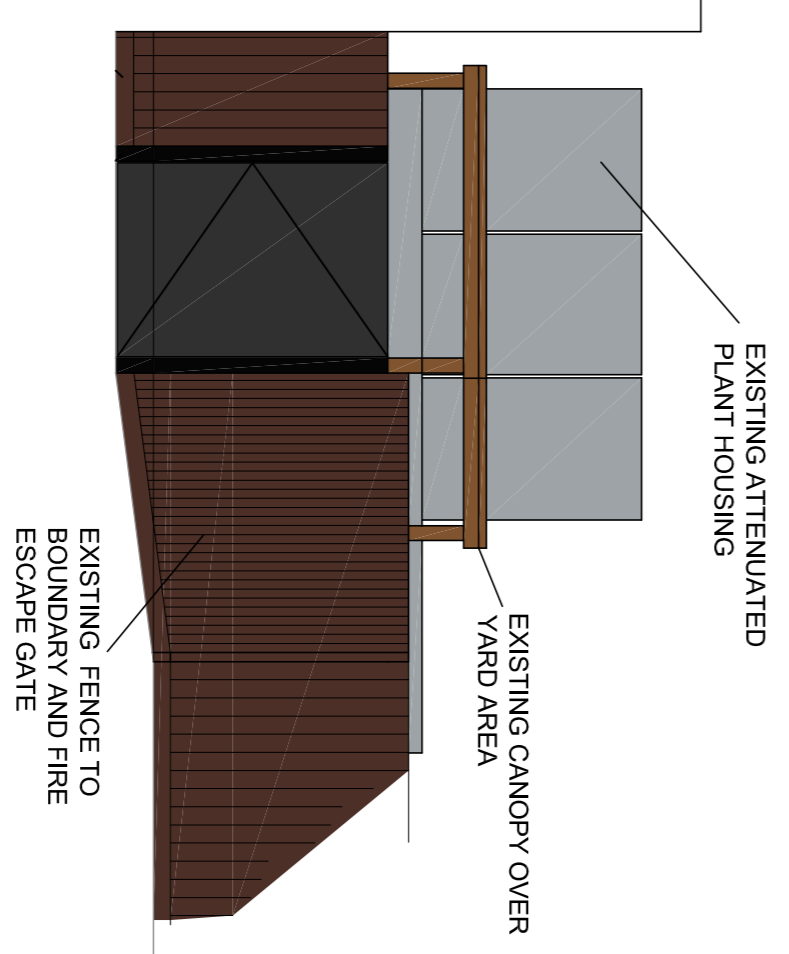 EXISTING ATTENUATED
PLANT HOUSING
EXISTING CANOPY OVER
YARD AREA
EXISTING FENCE TO
BOUNDARY AND FIRE
ESCAPE GATE